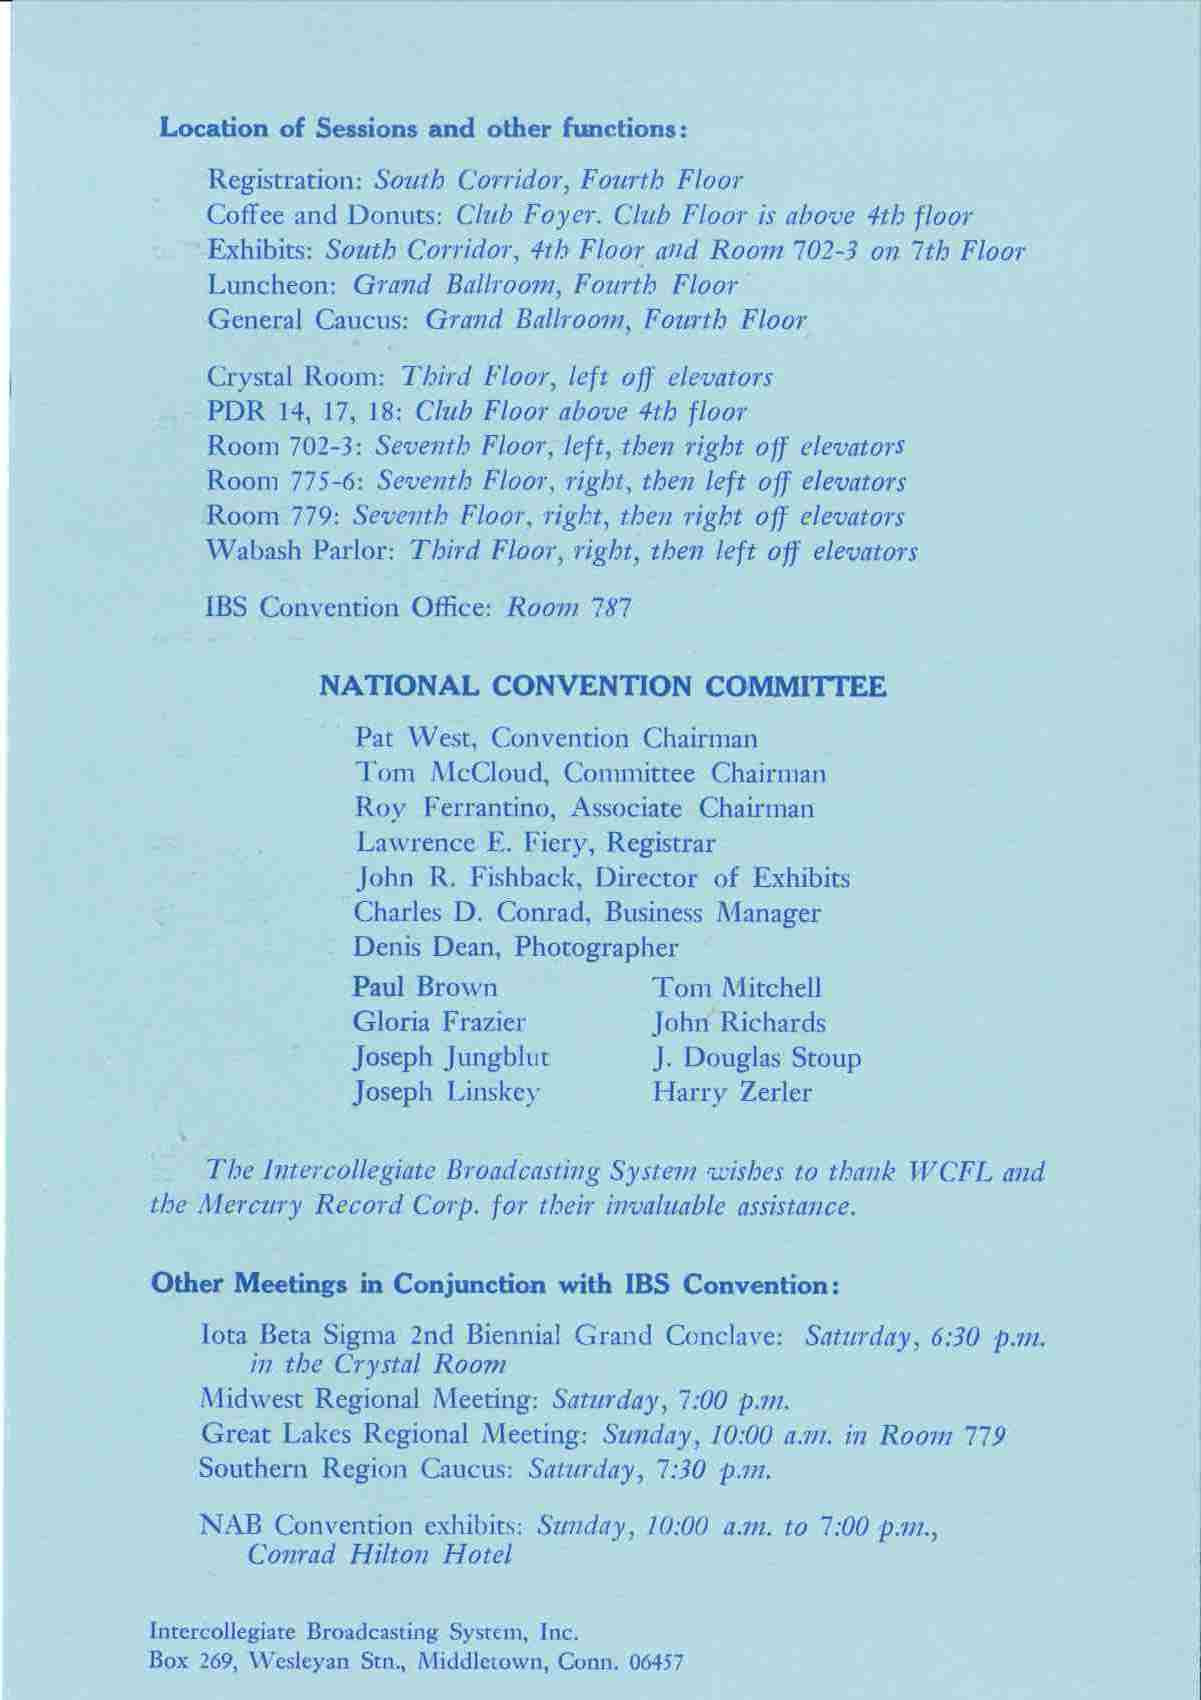 Location of Sessions and other functions:
Registration: South Corridor, Fourth Floor
Coffee and Donuts: Club Foyer. Club Floor is above 4th floor
Exhibits: South Corridor, 4th Floor and Room 702-3 on 7th Floor
Luncheon: Grand Ballroom, Fourth Floor
General Caucus: Grand Ballroom, Fourth Floor
Crystal Room: Third Floor, left off elevators
PDR 14, 17, 18: Club Floor above 4th floor
Room 702-3: Seventh Floor, left, then right off elevators
Room 775-6: Seventh Floor, right, then left off elevators
Room 779: Seventh Floor, right, then right off elevators
Wabash Parlor: Third Floor, right, then left off elevators
IBS Convention Office: Room 787
NATIONAL CONVENTION COMMITTEE
Pat West, Convention Chairman
Tom McCloud, Committee Chairman
Roy Ferrantino, Associate Chairman
Lawrence E. Fiery, Registrar
John R. Fishback, Director of Exhibits
Charles D. Conrad, Business Manager
Denis Dean, Photographer
Paul Brown Tom Mitchell
Gloria Frazier John Richards
Joseph Jungblut J. Douglas Stoup
Joseph Linskey Harry Zerler
The Intercollegiate Broadcasting System wishes to thank WCFL and
the Mercury Record Corp. for their invaluable assistance.
Other Meetings in Conjunction with IBS Convention:
Iota Beta Sigma 2nd Biennial Grand Conclave: Saturday, 6:30 p.m.
in the Crystal Room
Midwest Regional Meeting: Saturday, 7:00 p.m.
Great Lakes Regional Meeting: Sunday, 10:00 a.m. in Room 779
Southern Region Caucus: Saturday, 7:30 p.m.
NAB Convention exhibits: Sunday, 10:00 a.m. to 7:00 p.m.,
Conrad Hilton Hotel
Intercollegiate Broadcasting System, Inc.
Box 269, Wesleyan Stn., Middletown, Conn. 06457